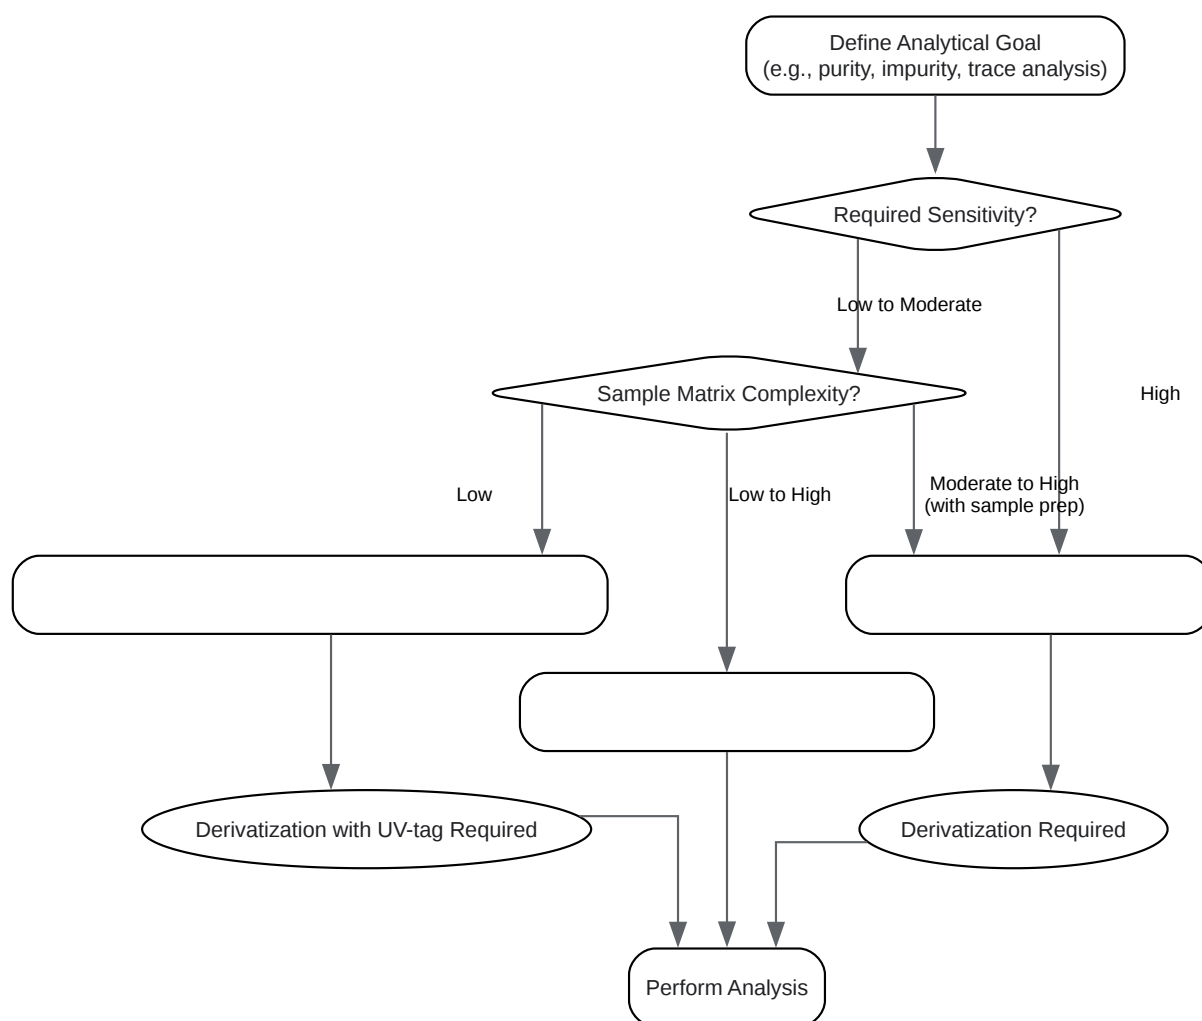 Define Analytical Goal
(e.g., purity, impurity, trace analysis)
Required Sensitivity?
Low to Moderate
Sample Matrix Complexity?
High
Low
Low to High
Moderate to High
(with sample prep)
Derivatization with UV-tag Required
Derivatization Required
Perform Analysis